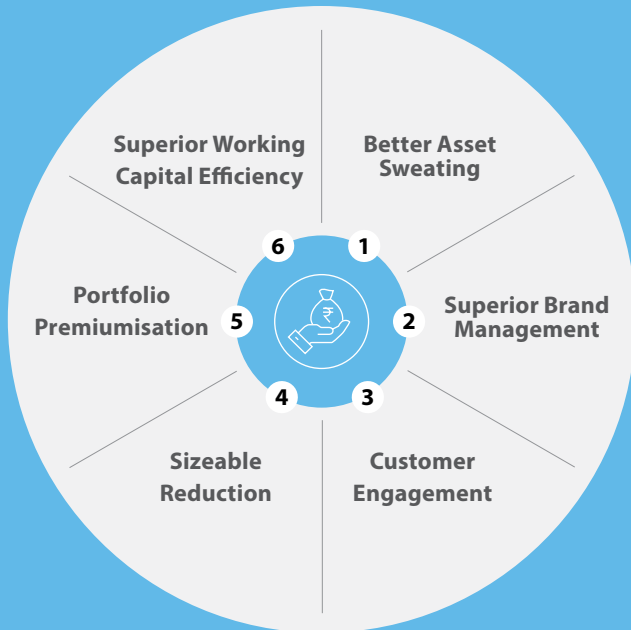 1
Better Asset
Sweating
2
Superior Brand
Management
3
Customer
Engagement
4
Sizeable
Reduction
5
Portfolio
Premiumisation
6
Superior Working
Capital Efficiency
₹